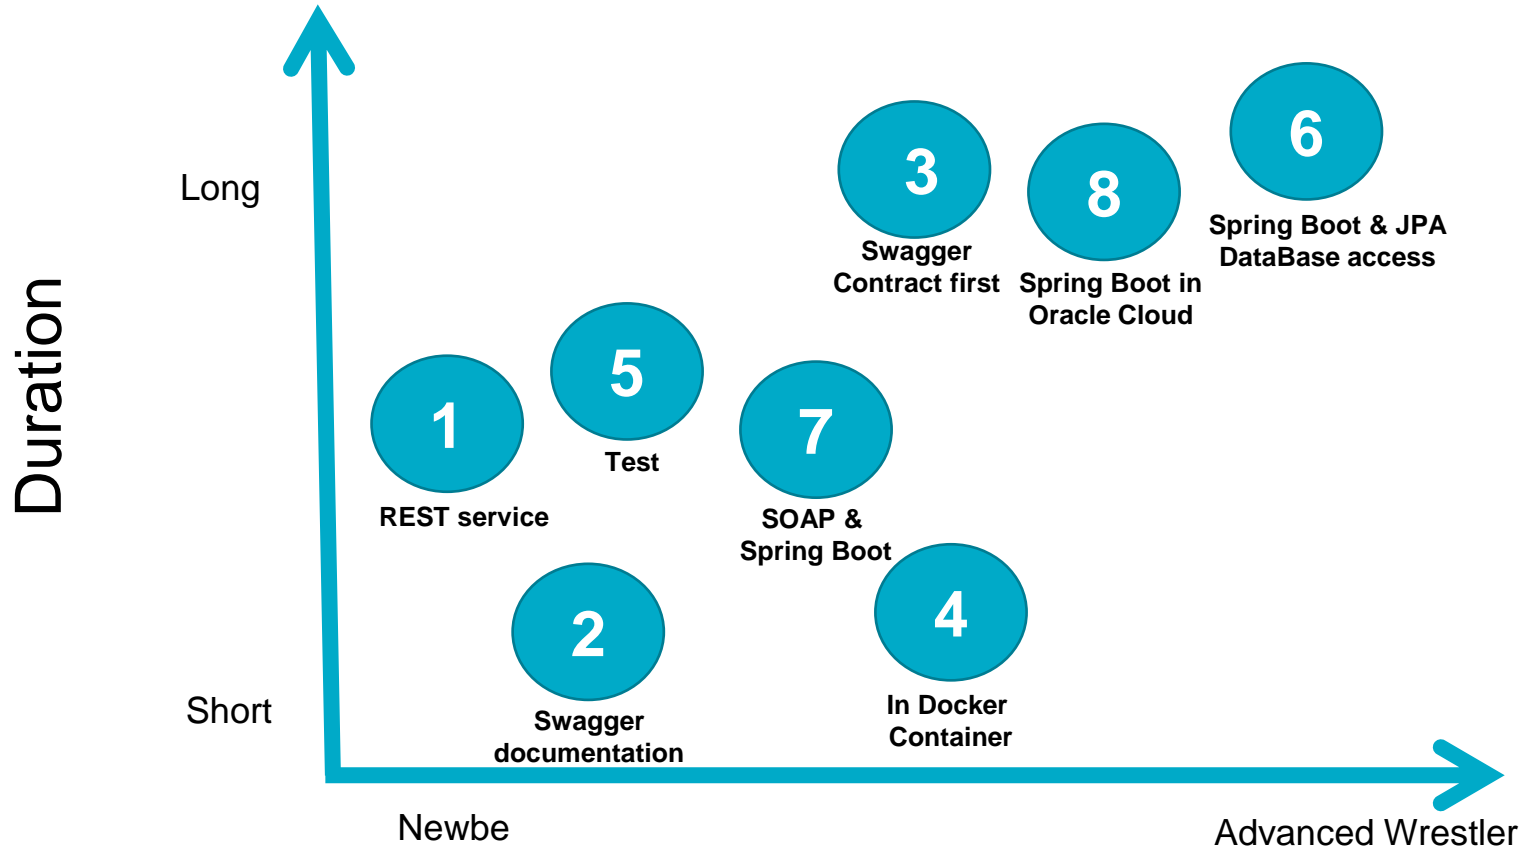 Duration
Long
Short
3
Swagger
Contract first
8
Spring Boot in
Oracle Cloud
6
Spring Boot & JPA
DataBase access
1
REST service
5
Test
7
SOAP &
Spring Boot
2
Swagger
documentation
4
In Docker
Container
Newbe
Advanced Wrestler